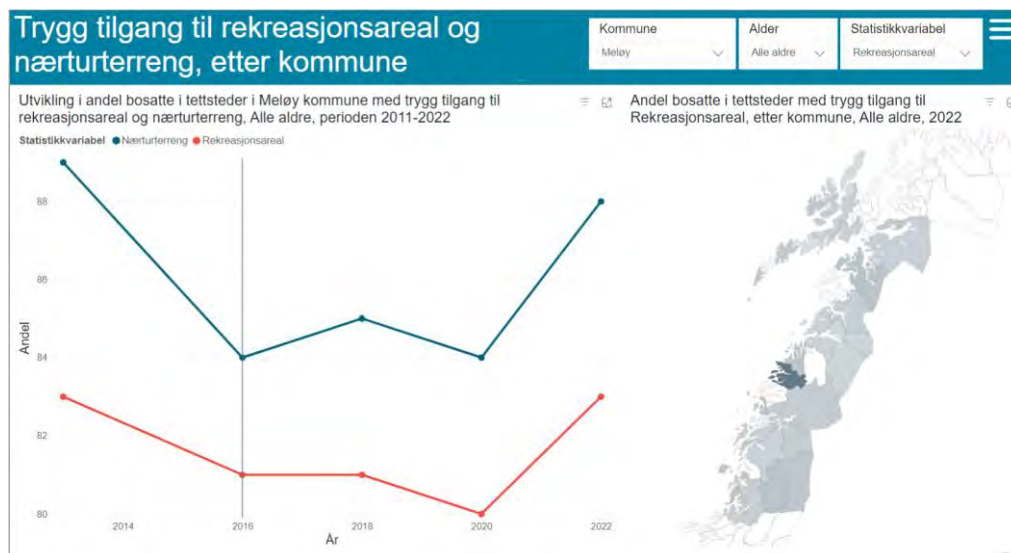 Trygg tilgang til rekreasjonsareal og
nærturterreng, etter kommune
Kommune
Meløy
Alder
Alle aldre
Statistikkvariabel
Rekreasjonsareal
Utvikling i andel bosatte i tettsteder i Meløy kommune med trygg tilgang til
rekreasjonsareal og nærturterreng, Alle aldre, perioden 2011-2022
Statistikkvariabel Nærturterreng Rekreasjonsareal
88
86
84
82
80
Andel
2014 2016 2018 2020 2022
År
Andel bosatte i tettsteder med trygg tilgang til
Rekreasjonsareal, etter kommune, Alle aldre, 2022